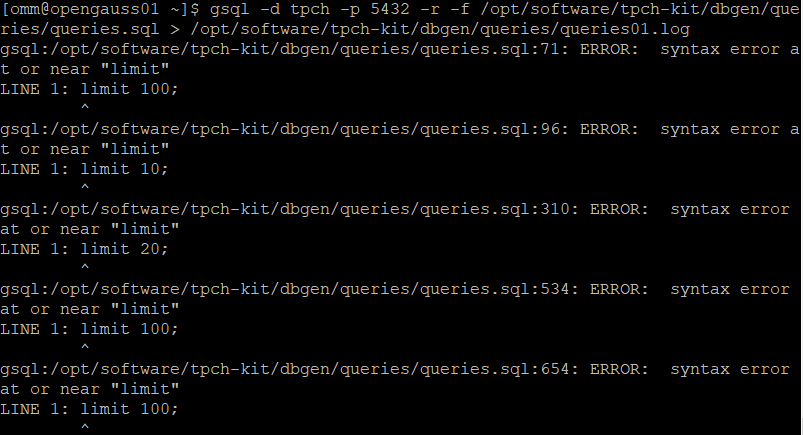 [omm@opengauss01 ~]$ gsql -d tpch -p 5432 -r -f /opt/software/tpch-kit/dbgen/que
ries/queries.sql > /opt/software/tpch-kit/dbgen/queries/queries01.log
gsql:/opt/software/tpch-kit/dbgen/queries/queries.sql:71: ERROR:  syntax error a
t or near "limit"
LINE 1: limit 100;
        ^
gsql:/opt/software/tpch-kit/dbgen/queries/queries.sql:96: ERROR:  syntax error a
t or near "limit"
LINE 1: limit 10;
        ^
gsql:/opt/software/tpch-kit/dbgen/queries/queries.sql:310: ERROR:  syntax error
at or near "limit"
LINE 1: limit 20;
        ^
gsql:/opt/software/tpch-kit/dbgen/queries/queries.sql:534: ERROR:  syntax error
at or near "limit"
LINE 1: limit 100;
        ^
gsql:/opt/software/tpch-kit/dbgen/queries/queries.sql:654: ERROR:  syntax error
at or near "limit"
LINE 1: limit 100;
        ^